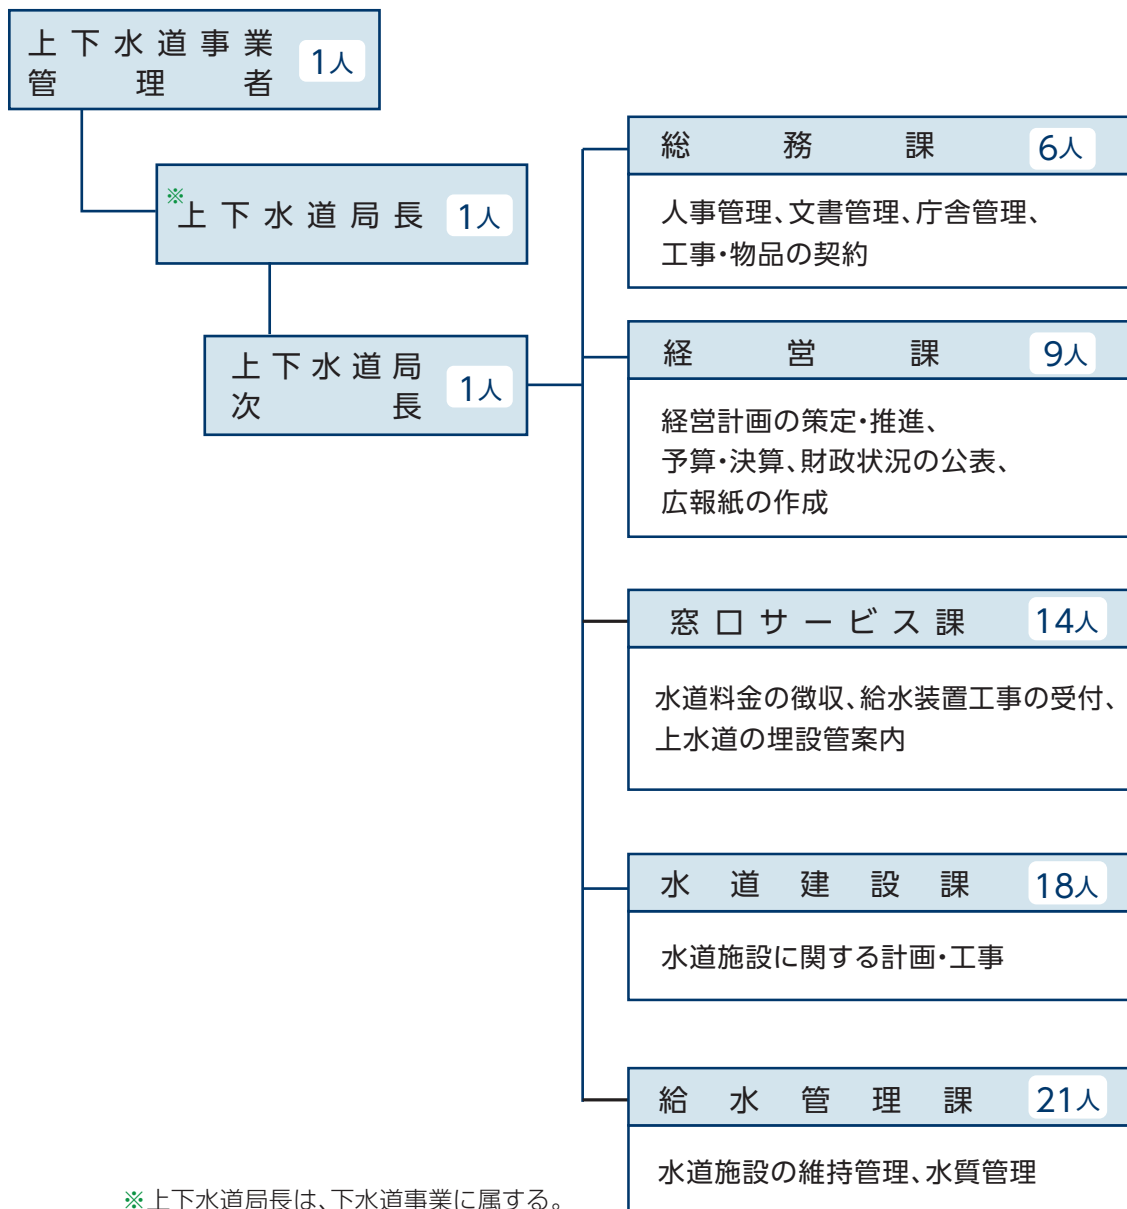 上下水道事業
管理者
1人
※上下水道局長 1人
上下水道局
次長
1人
総務課 6人
人事管理、文書管理、庁舎管理、
工事・物品の契約
経営課 9人
経営計画の策定・推進、
予算・決算、財政状況の公表、
広報紙の作成
窓口サービス課 14人
水道料金の徴収、給水装置工事の受付、
上水道の埋設管案内
水道建設課 18人
水道施設に関する計画・工事
給水管理課 21人
水道施設の維持管理、水質管理
※上下水道局長は、下水道事業に属する。